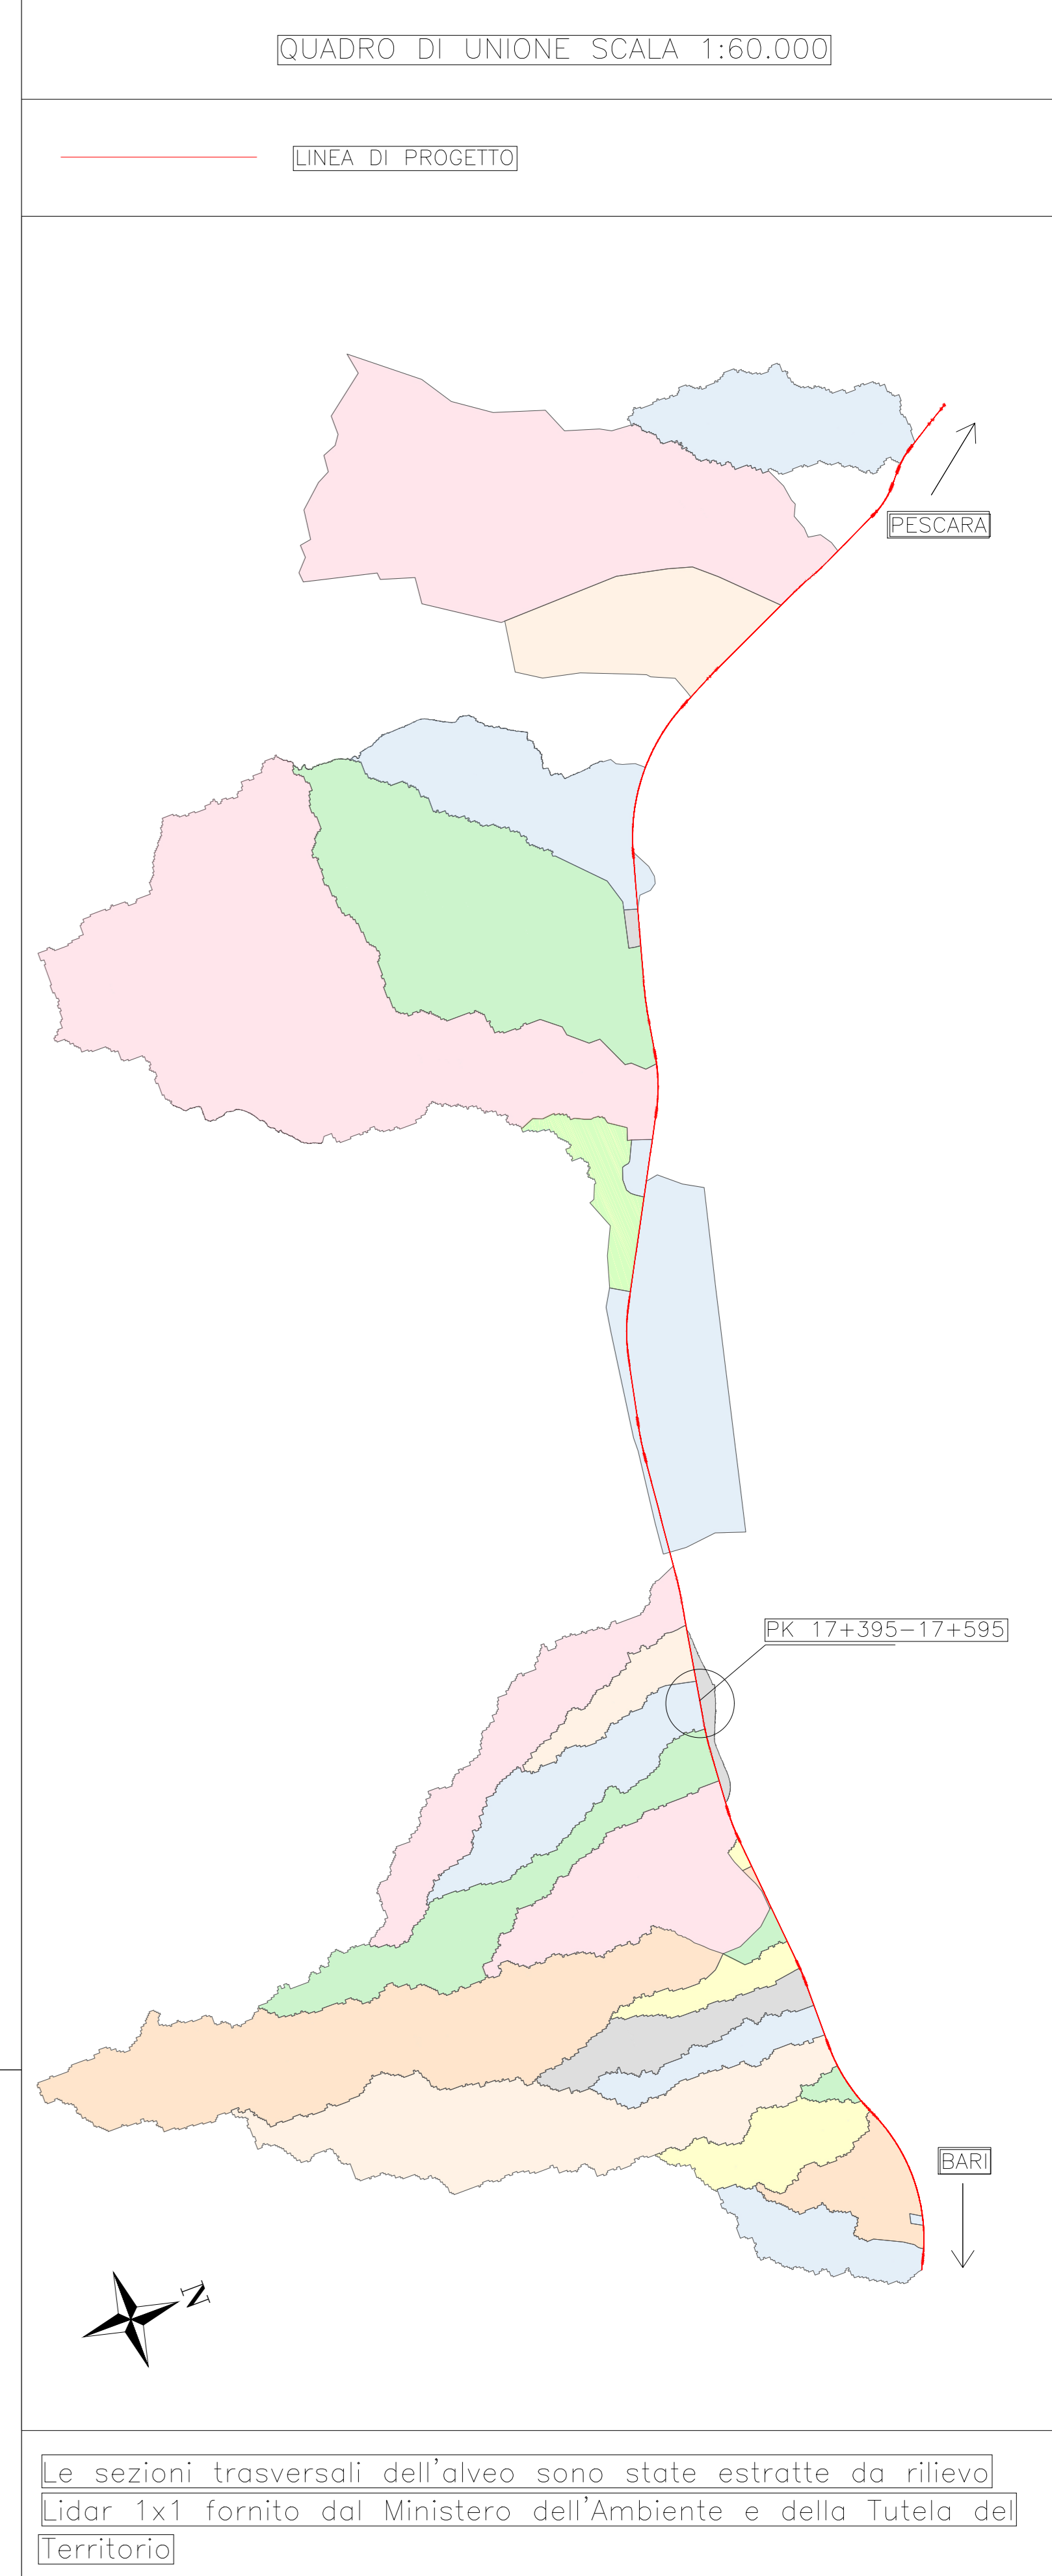 QUADRO DI UNIONE SCALA 1:60.000
LINEA DI PROGETTO
PESCARA
PK 17+395-17+595
BARI
N
Le sezioni trasversali dell'alveo sono state estratte da rilievo
Lidar 1x1 fornito dal Ministero dell'Ambiente e della Tutela del
Territorio